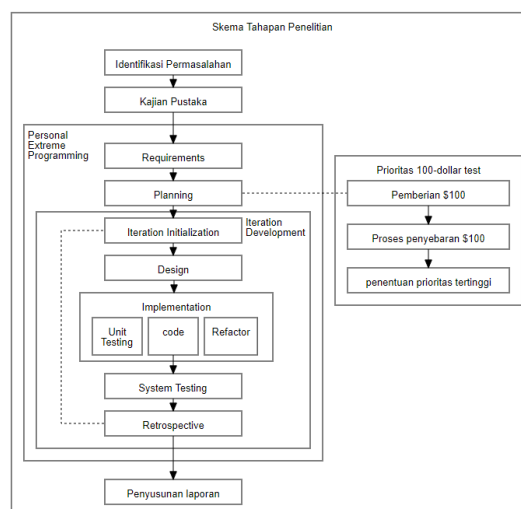 Skema Tahapan Penelitian
Identifikasi Permasalahan
Kajian Pustaka
Personal
Extreme
Programming
Requirements
Planning
Iteration Initialization
Iteration
Development
Design
Implementation
Unit
Testing
code
Refactor
System Testing
Retrospective
Penyusunan laporan
Prioritas 100-dollar test
Pemberian $100
Proses penyebaran $100
penentuan prioritas tertinggi